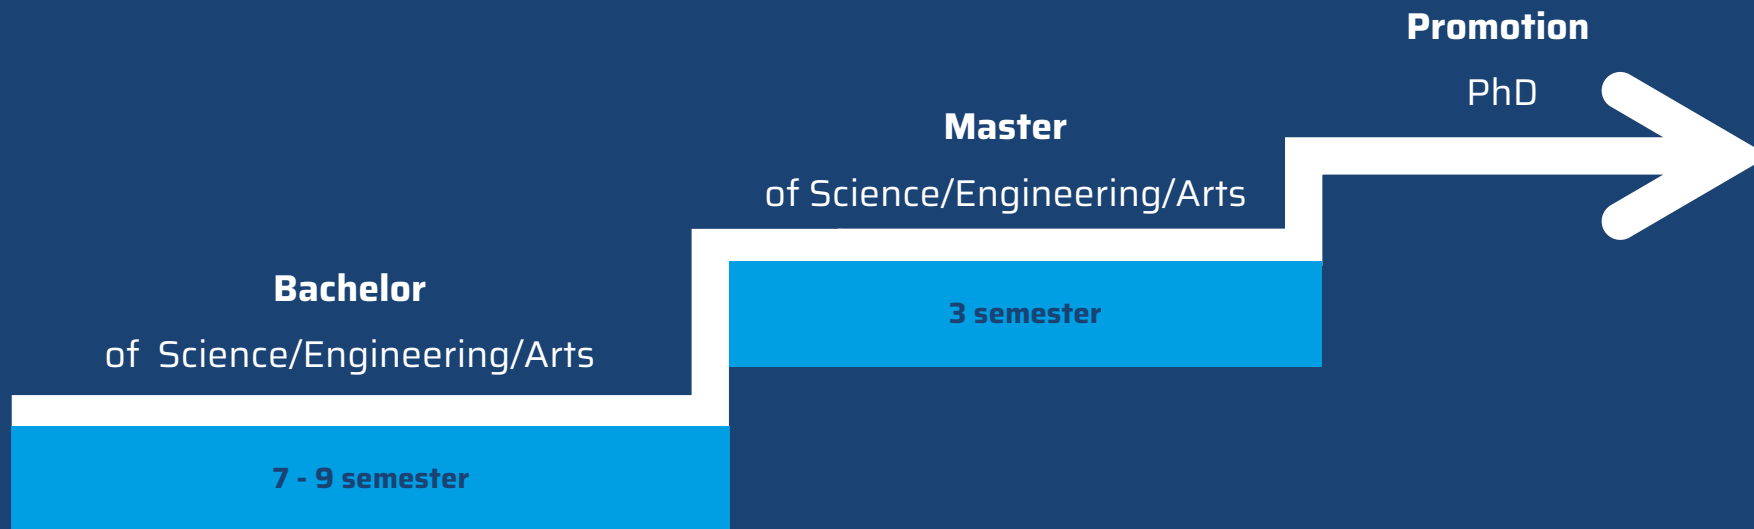 Promotion
PhD
Master
of Science/Engineering/Arts
3 semester
Bachelor
of  Science/Engineering/Arts
7 - 9 semester